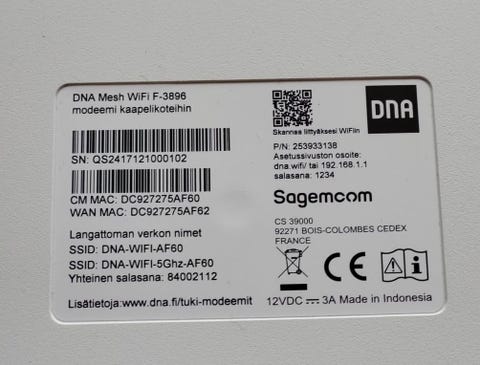 DNA Mesh WiFi F-3896
modeemi kaapelikoteihin
SN: QS2417121000102
CM MAC: DC927275AF60
WAN MAC: DC927275AF62
Langattoman verkon nimet
SSID: DNA-WIFI-AF60
SSID: DNA-WIFI-5Ghz-AF60
Yhteinen salasana: 84002112
Lisätietoja:www.dna.fi/tuki-modeemit
DNA
Skannaa liittyäksesi WiFiin
P/N: 253933138
Asetussivuston osoite:
dna.wifi/ tai 192.168.1.1
salasana: 1234
Sagemcom
CS 39000
92271 BOIS-COLOMBES CEDEX
FRANCE
CE
12VDC 3A Made in Indonesia